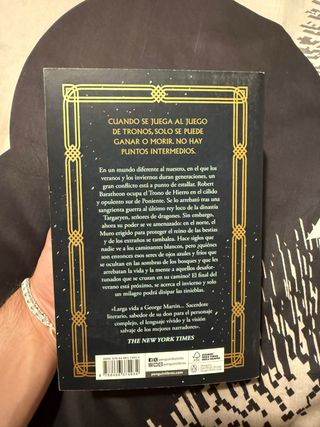 CUANDO SE JUEGA AL JUEGO
DE TRONOS, SOLO SE PUEDE
GANAR O MORIR. NO HAY
PUNTOS INTERMEDIOS.
En un mundo diferente al nuestro, en el que los
veranos y los inviernos duran generaciones, un
gran conflicto está a punto de estallar. Robert
Baratheon ocupa el Trono de Hierro en el cálido
y opulento sur de Poniente. Se lo arrebató tras una
sangrienta guerra al último rey loco de la dinastía
Targaryen, señores de dragones. Sin embargo,
ahora su poder se ve amenazado: en el norte, el
Muro erigido para proteger el reino de las bestias
y de los extraños se tambalea. Hace siglos que
nadie ve a los caminantes blancos, pero ¿quiénes
son entonces esos setes de ojos azules y fríos que
se ocultan en las sombras de los bosques y que les
arrebatan la vida y la mente a aquellos desafor-
tunados que se cruzan en su camino? El final del
verano está próximo, se acerca el invierno y solo
un milagro podrá disipar las tinieblas.
«Larga vida a George Martin... Sacerdote
literario, sabedor de su don para el personaje
complejo, el lenguaje vívido y la visión
salvaje de los mejores narradores».
THE NEW YORK TIMES
penguinlibros.com